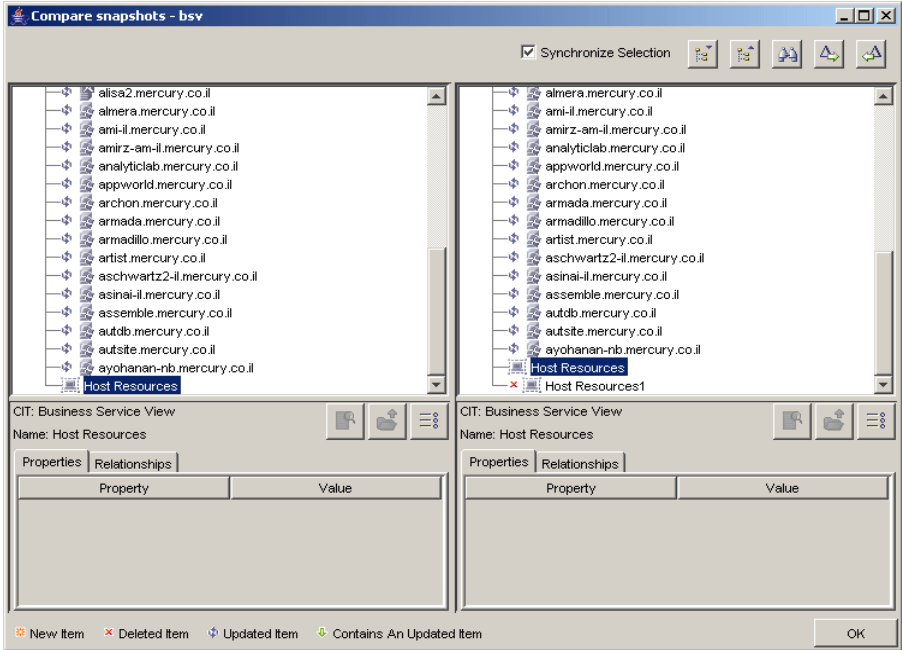 Compare snapshots - bsv
Synchronize Selection
alisa2.mercury.co.il
almera.mercury.co.il
ami-il.mercury.co.il
amirz-am-il.mercury.co.il
analyticlab.mercury.co.il
appworld.mercury.co.il
archon.mercury.co.il
armada.mercury.co.il
armadillo.mercury.co.il
artist.mercury.co.il
aschwartz2-il.mercury.co.il
asinai-il.mercury.co.il
assemble.mercury.co.il
autdb.mercury.co.il
autsite.mercury.co.il
ayohanan-nb.mercury.co.il
Host Resources
CIT: Business Service View
Name: Host Resources
Properties Relationships
Property Value
almera.mercury.co.il
ami-il.mercury.co.il
amirz-am-il.mercury.co.il
analyticlab.mercury.co.il
appworld.mercury.co.il
archon.mercury.co.il
armada.mercury.co.il
armadillo.mercury.co.il
artist.mercury.co.il
aschwartz2-il.mercury.co.il
asinai-il.mercury.co.il
assemble.mercury.co.il
autdb.mercury.co.il
autsite.mercury.co.il
ayohanan-nb.mercury.co.il
Host Resources
Host Resources1
CIT: Business Service View
Name: Host Resources
Properties Relationships
Property Value
New Item Deleted Item Updated Item Contains An Updated Item OK